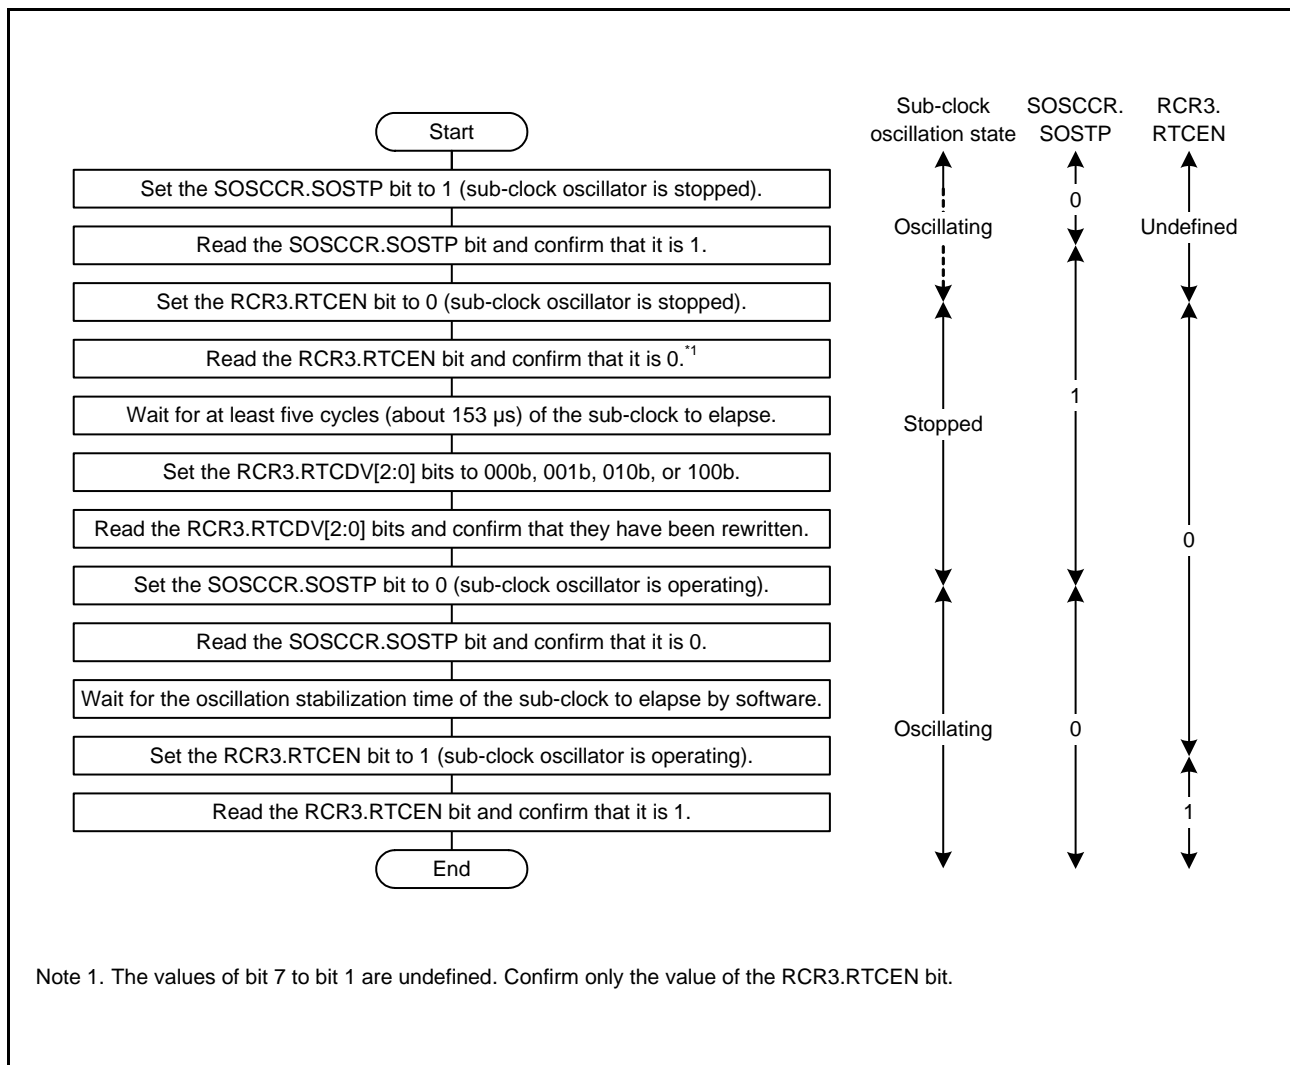 Start
Set the SOSCCR.SOSTP bit to 1 (sub-clock oscillator is stopped).
Read the SOSCCR.SOSTP bit and confirm that it is 1.
Set the RCR3.RTCEN bit to 0 (sub-clock oscillator is stopped).
Read the RCR3.RTCEN bit and confirm that it is 0.*1
Wait for at least five cycles (about 153 µs) of the sub-clock to elapse.
Set the RCR3.RTCDV[2:0] bits to 000b, 001b, 010b, or 100b.
Read the RCR3.RTCDV[2:0] bits and confirm that they have been rewritten.
Set the SOSCCR.SOSTP bit to 0 (sub-clock oscillator is operating).
Read the SOSCCR.SOSTP bit and confirm that it is 0.
Wait for the oscillation stabilization time of the sub-clock to elapse by software.
Set the RCR3.RTCEN bit to 1 (sub-clock oscillator is operating).
Read the RCR3.RTCEN bit and confirm that it is 1.
End
Sub-clock
oscillation state
Oscillating
Stopped
Oscillating
SOSCCR.
SOSTP
0
1
0
RCR3.
RTCEN
Undefined
0
1
Note 1. The values of bit 7 to bit 1 are undefined. Confirm only the value of the RCR3.RTCEN bit.